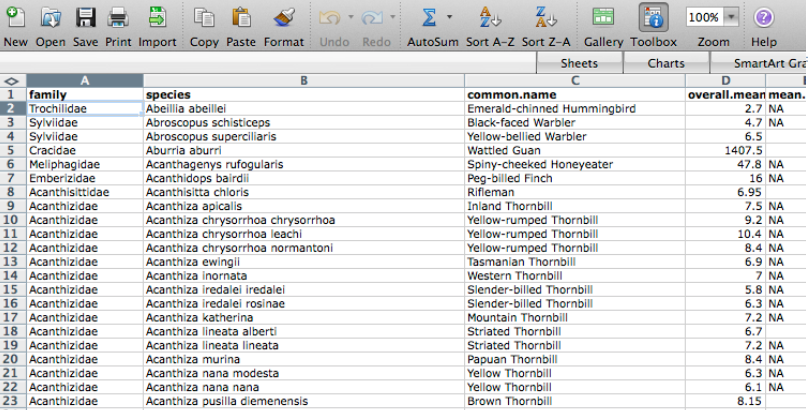 New Open Save Print Import Copy Paste Format Undo Redo AutoSum Sort A-Z Sort Z-A Gallery Toolbox 100% Zoom Help
Sheets Charts SmartArt Gra
A B C D
1 family species common.name overall.mean mean.
2 Trochilidae Abeillia abeillei Emerald-chinned Hummingbird 2.7 NA
3 Sylviidae Abroscopus schisticeps Black-faced Warbler 4.7 NA
4 Sylviidae Abroscopus superciliaris Yellow-bellied Warbler 6.5
5 Cracidae Aburria aburri Wattled Guan 1407.5
6 Meliphagidae Acanthagenys rufogularis Spiny-cheeked Honeyeater 47.8 NA
7 Emberizidae Acanthidops bairdii Peg-billed Finch 16 NA
8 Acanthisittidae Acanthisitta chloris Rifleman 6.95
9 Acanthizidae Acanthiza apicalis Inland Thornbill 7.5 NA
10 Acanthizidae Acanthiza chrysorrhoa chrysorrhoa Yellow-rumped Thornbill 9.2 NA
11 Acanthizidae Acanthiza chrysorrhoa leachi Yellow-rumped Thornbill 10.4 NA
12 Acanthizidae Acanthiza chrysorrhoa normantoni Yellow-rumped Thornbill 8.4 NA
13 Acanthizidae Acanthiza ewingii Tasmanian Thornbill 6.9 NA
14 Acanthizidae Acanthiza inornata Western Thornbill 7 NA
15 Acanthizidae Acanthiza iredalei iredalei Slender-billed Thornbill 5.8 NA
16 Acanthizidae Acanthiza iredalei rosinae Slender-billed Thornbill 6.3 NA
17 Acanthizidae Acanthiza katherina Mountain Thornbill 7.2 NA
18 Acanthizidae Acanthiza lineata alberti Striated Thornbill 6.7
19 Acanthizidae Acanthiza lineata lineata Striated Thornbill 7.2 NA
20 Acanthizidae Acanthiza murina Papuan Thornbill 8.4 NA
21 Acanthizidae Acanthiza nana modesta Yellow Thornbill 6.3 NA
22 Acanthizidae Acanthiza nana nana Yellow Thornbill 6.1 NA
23 Acanthizidae Acanthiza pusilla diemenensis Brown Thornbill 8.15